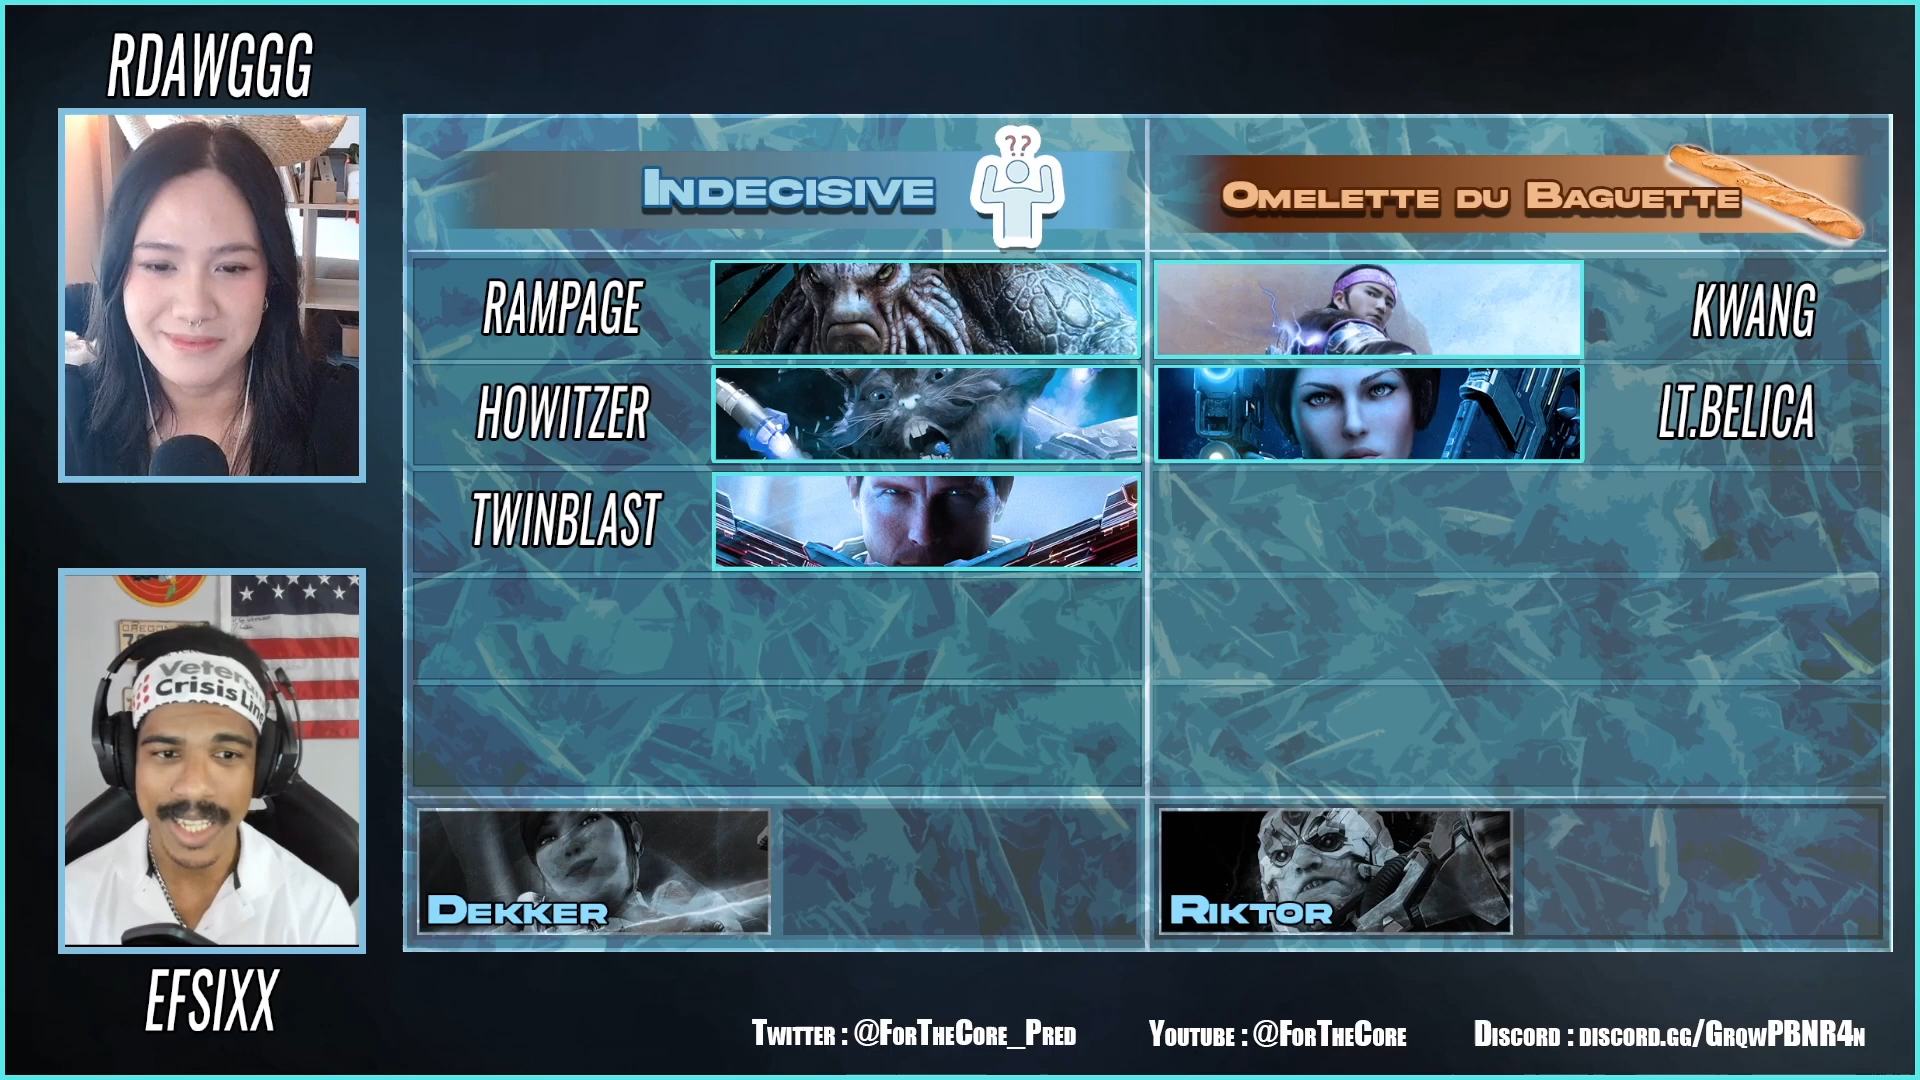 RDAWGGG
INDECISIVE
??
OMELETTE DU BAGUETTE
RAMPAGE
KWANG
HOWITZER
LT.BELICA
TWINBLAST
OREGON
Veteran
Crisis Line
DEKKER
RIKTOR
EFSIXX
TWITTER : @FORTHECORE_PRED
YOUTUBE : @FORTHECORE
DISCORD : DISCORD.GG/GRQWPBNR4N